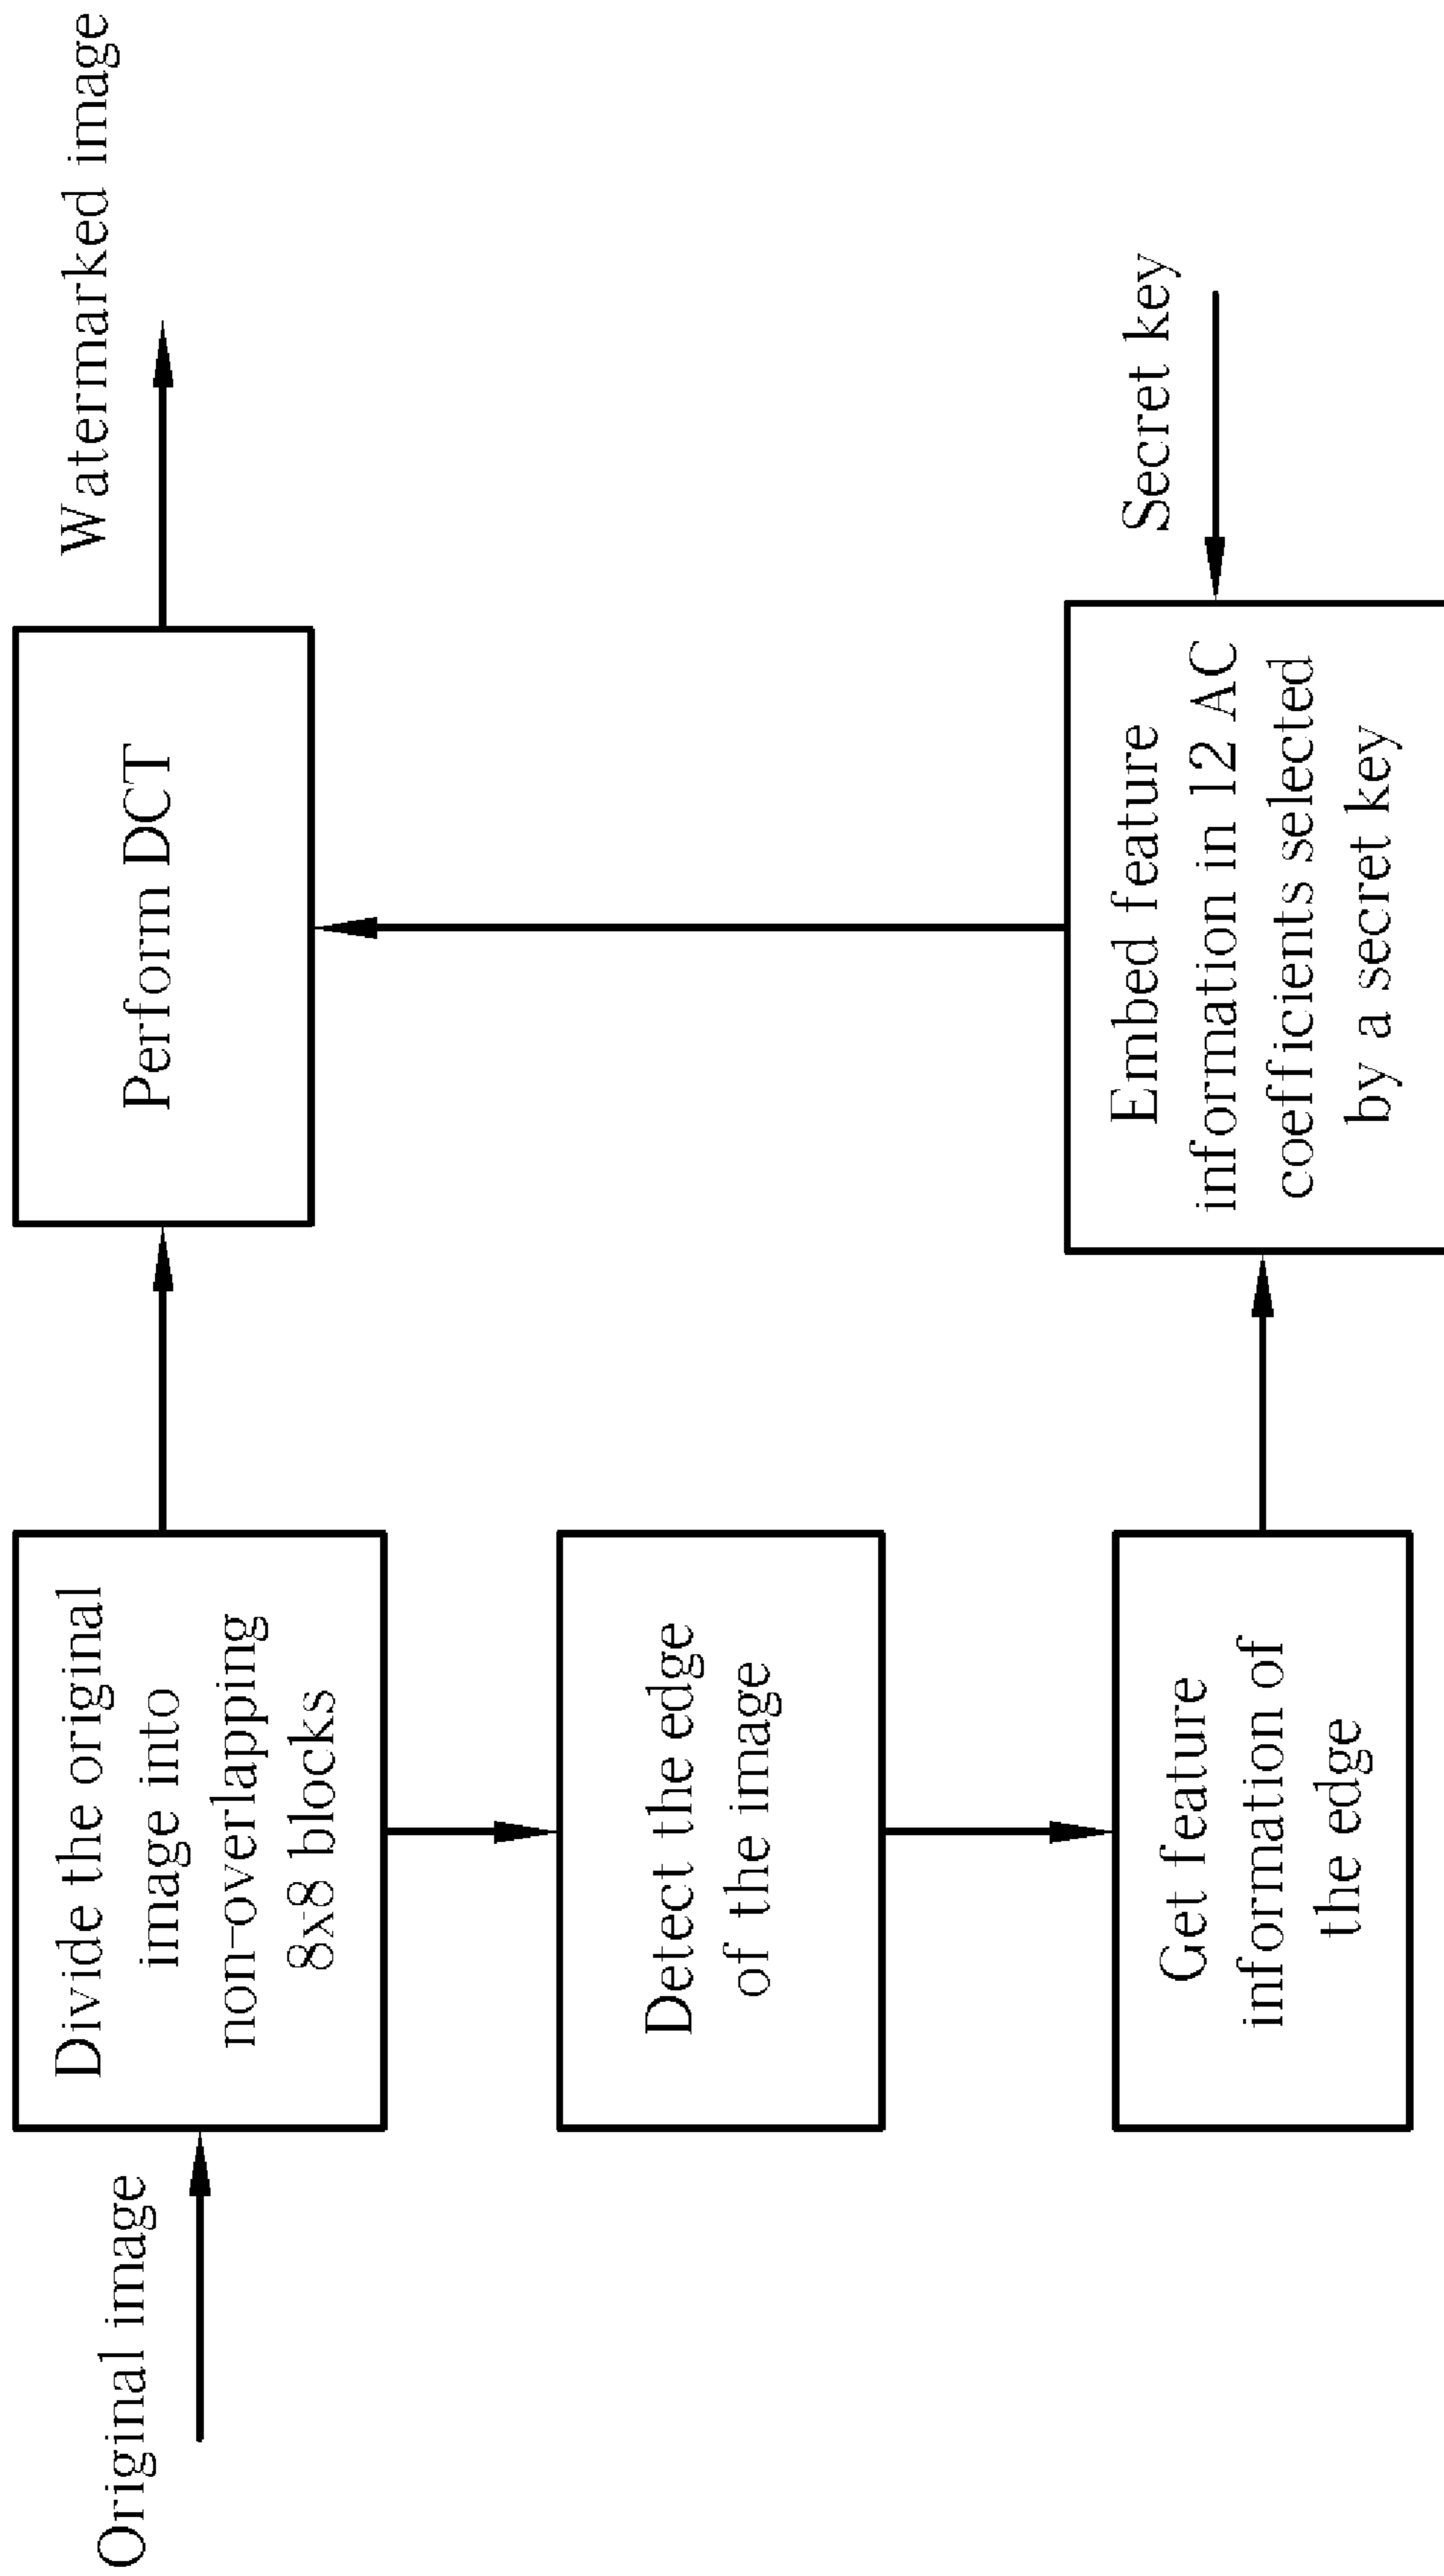 Original image
Divide the original
image into
non-overlapping
8x8 blocks
Perform DCT
Watermarked image
Detect the edge
of the image
Get feature
information of
the edge
Embed feature
information in 12 AC
coefficients selected
by a secret key
Secret key